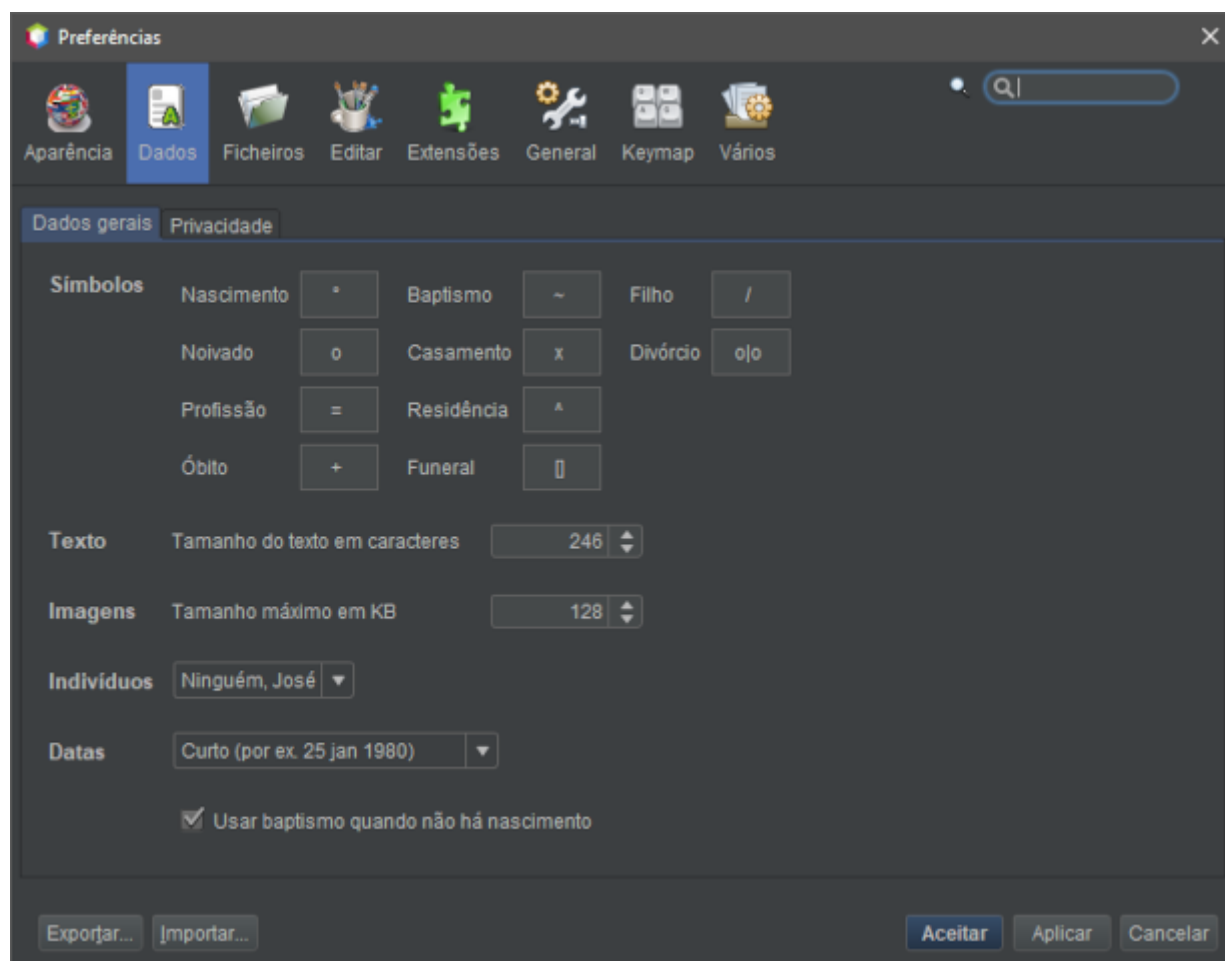 Preferências
Aparência Dados Ficheiros Editar Extensões General Keymap Vários
Dados gerais Privacidade
Símbolos Nascimento ° Baptismo ~ Filho /
Noivado o Casamento x Divórcio o|o
Profissão = Residência ^
Óbito + Funeral []
Texto Tamanho do texto em caracteres 246
Imagens Tamanho máximo em KB 128
Indivíduos Ninguém, José
Datas Curto (por ex. 25 jan 1980)
Usar baptismo quando não há nascimento
Exportar... Importar... Aceitar Aplicar Cancelar